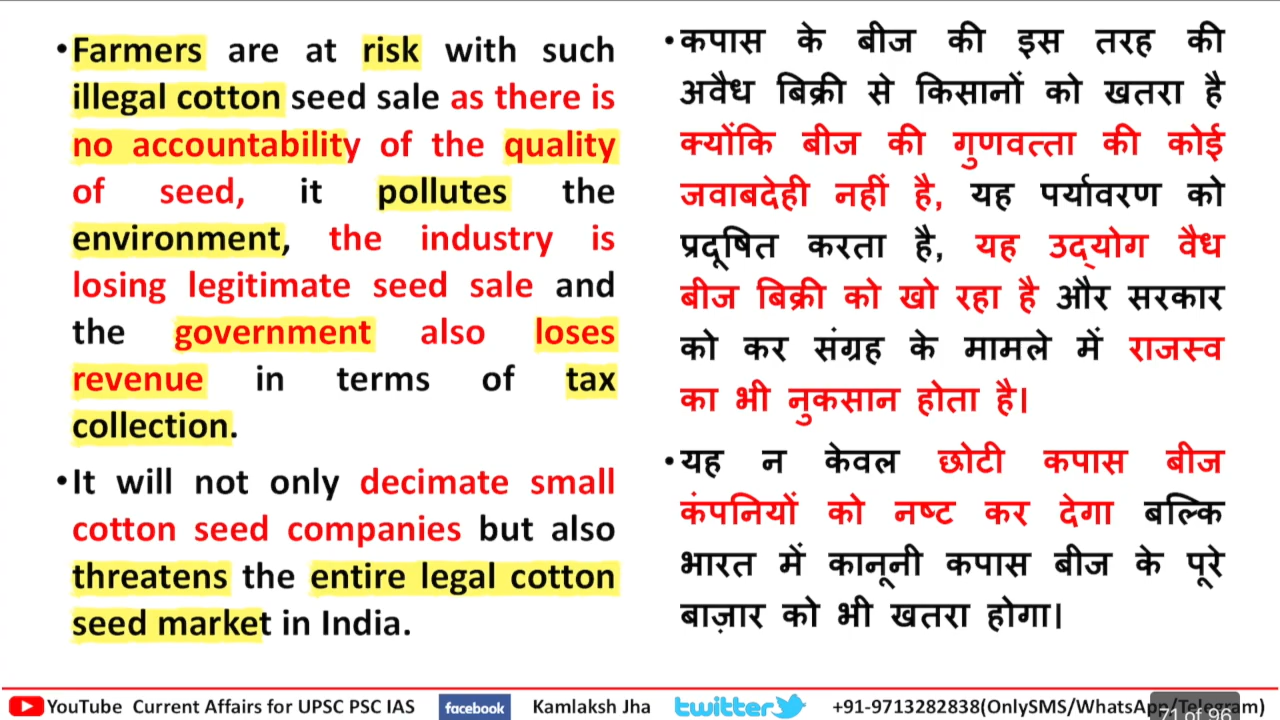 •Farmers are at risk with such
illegal cotton seed sale as there is
no accountability of the quality
of seed, it pollutes the
environment, the industry is
losing legitimate seed sale and
the government also loses
revenue in terms of tax
collection.
•It will not only decimate small
cotton seed companies but also
threatens the entire legal cotton
seed market in India.
•कपास के बीज की इस तरह की
अवैध बिक्री से किसानों को खतरा है
क्योंकि बीज की गुणवत्ता की कोई
जवाबदेही नहीं है, यह पर्यावरण को
प्रदूषित करता है, यह उद्योग वैध
बीज बिक्री को खो रहा है और सरकार
को कर संग्रह के मामले में राजस्व
का भी नुकसान होता है।
•यह न केवल छोटी कपास बीज
कंपनियों को नष्ट कर देगा बल्कि
भारत में कानूनी कपास बीज के पूरे
बाज़ार को भी खतरा होगा।
YouTube Current Affairs for UPSC PSC IAS facebook Kamlaksh Jha twitter +91-9713282838(OnlySMS/WhatsApp/Telegram)
71 of 96